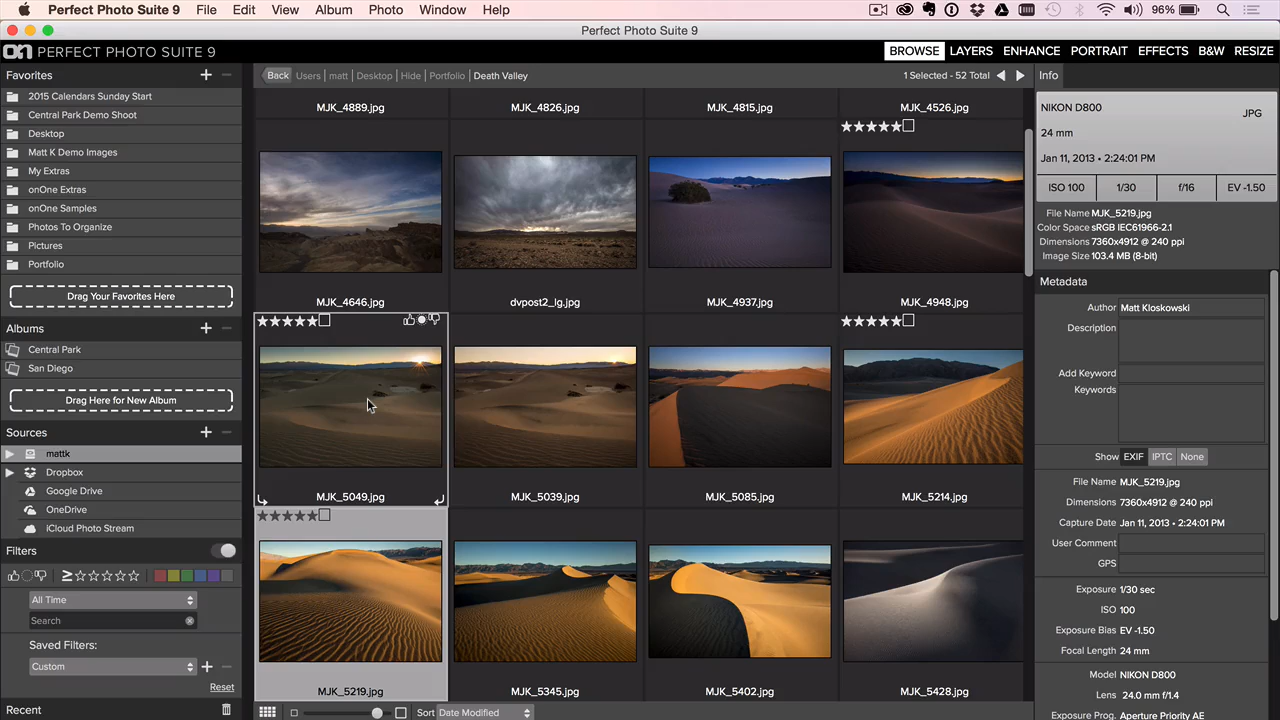 Perfect Photo Suite 9 File Edit View Album Photo Window Help 96%
Perfect Photo Suite 9
on PERFECT PHOTO SUITE 9 BROWSE LAYERS ENHANCE PORTRAIT EFFECTS B&W RESIZE
Favorites
2015 Calendars Sunday Start
Central Park Demo Shoot
Desktop
Matt K Demo Images
My Extras
onOne Extras
onOne Samples
Photos To Organize
Pictures
Portfolio
Drag Your Favorites Here
Albums
Central Park
San Diego
Drag Here for New Album
Sources
mattk
Dropbox
Google Drive
OneDrive
iCloud Photo Stream
Filters
All Time
Search
Saved Filters:
Custom
Reset
Recent
Back Users matt Desktop Hide Portfolio Death Valley 1 Selected - 52 Total
MJK_4889.jpg MJK_4826.jpg MJK_4815.jpg MJK_4526.jpg
MJK_4646.jpg dvpost2_lg.jpg MJK_4937.jpg MJK_4948.jpg
MJK_5049.jpg MJK_5039.jpg MJK_5085.jpg MJK_5214.jpg
MJK_5219.jpg MJK_5345.jpg MJK_5402.jpg MJK_5428.jpg
Sort Date Modified
Info
NIKON D800 JPG
24 mm
Jan 11, 2013 • 2:24:01 PM
ISO 100 1/30 f/16 EV -1.50
File Name MJK_5219.jpg
Color Space sRGB IEC61966-2.1
Dimensions 7360x4912 @ 240 ppi
Image Size 103.4 MB (8-bit)
Metadata
Author Matt Kloskowski
Description
Add Keyword
Keywords
Show EXIF IPTC None
File Name MJK_5219.jpg
Dimensions 7360x4912 @ 240 ppi
Capture Date Jan 11, 2013 • 2:24:01 PM
User Comment
GPS
Exposure 1/30 sec
ISO 100
Exposure Bias EV -1.50
Focal Length 24 mm
Model NIKON D800
Lens 24.0 mm f/1.4
Exposure Prog. Aperture Priority AE